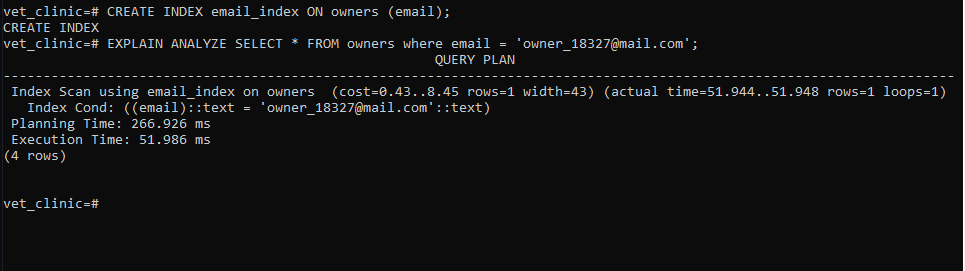 vet_clinic=# CREATE INDEX email_index ON owners (email);
CREATE INDEX
vet_clinic=# EXPLAIN ANALYZE SELECT * FROM owners where email = 'owner_18327@mail.com';
QUERY PLAN
-----------------------------------------------------------------------------------------------------------------------
Index Scan using email_index on owners  (cost=0.43..8.45 rows=1 width=43) (actual time=51.944..51.948 rows=1 loops=1)
Index Cond: ((email)::text = 'owner_18327@mail.com'::text)
Planning Time: 266.926 ms
Execution Time: 51.986 ms
(4 rows)
vet_clinic=#